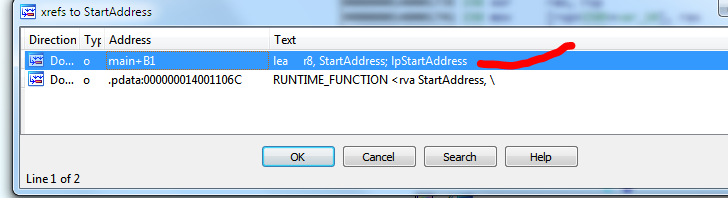 xrefs to StartAddress
Direction Ty Address Text
Do... o main+B1 lea r8, StartAddress; lpStartAddress
Do... o .pdata:000000014001106C RUNTIME_FUNCTION <rva StartAddress, \
OK Cancel Search Help
Line 1 of 2